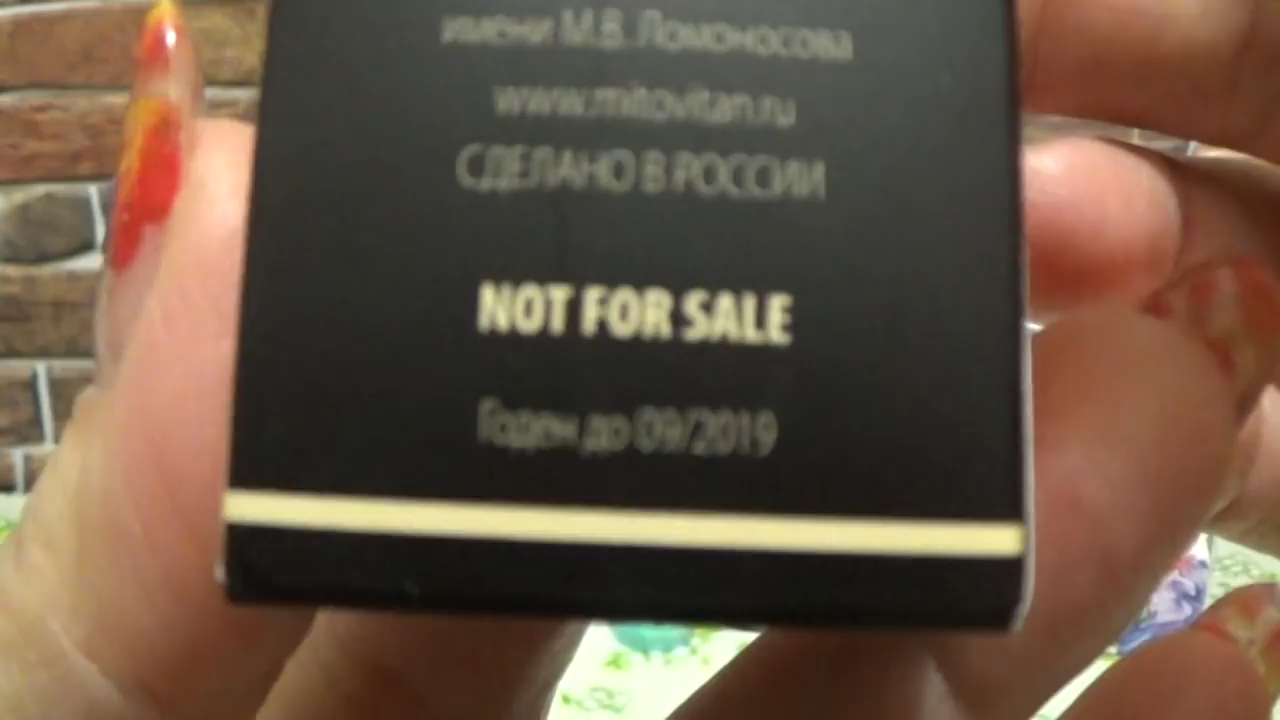 имени М.В. Ломоносова
www.mitovitan.ru
СДЕЛАНО В РОССИИ
NOT FOR SALE
Годен до 09/2019